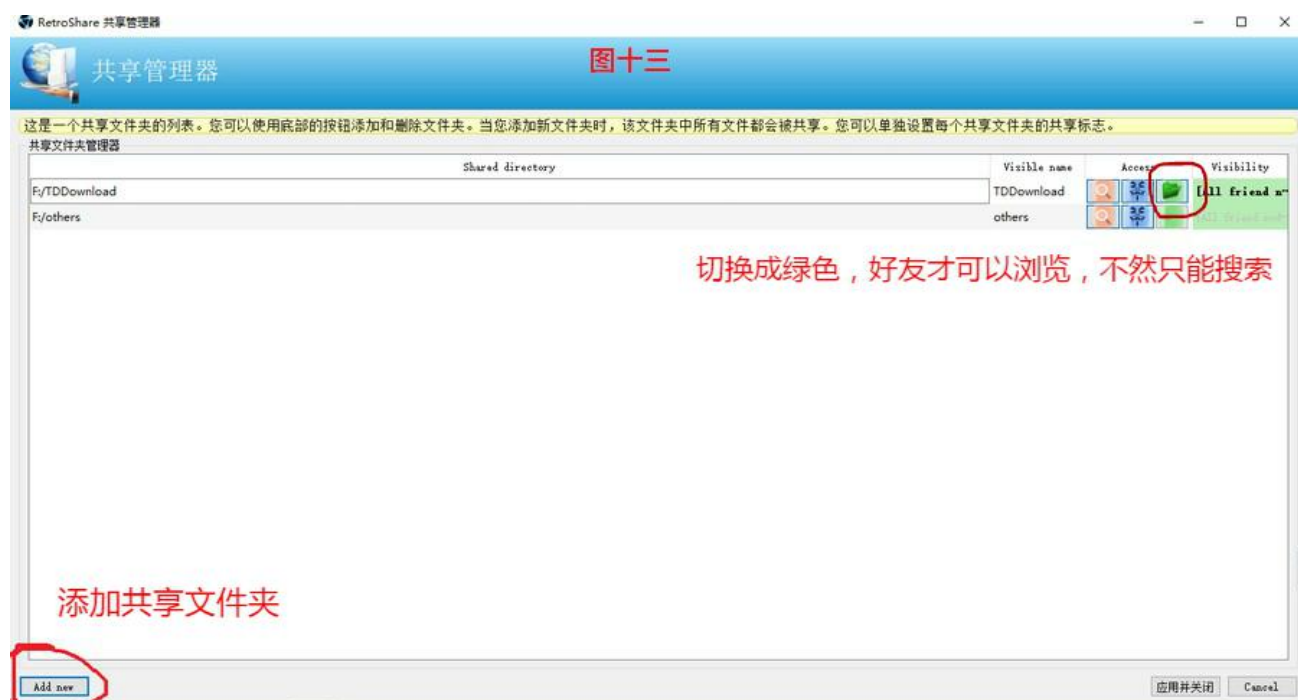 RetroShare 共享管理器
共享管理器
图十三
这是一个共享文件夹的列表。您可以使用底部的按钮添加和删除文件夹。当您添加新文件夹时，该文件夹中所有文件都会被共享。您可以单独设置每个共享文件夹的共享标志。
共享文件夹管理器
Shared directory Visible name Access Visibility
F:/TDDownload TDDownload [All friend n
F:/others others
切换成绿色，好友才可以浏览，不然只能搜索
添加共享文件夹
Add new 应用并关闭 Cancel